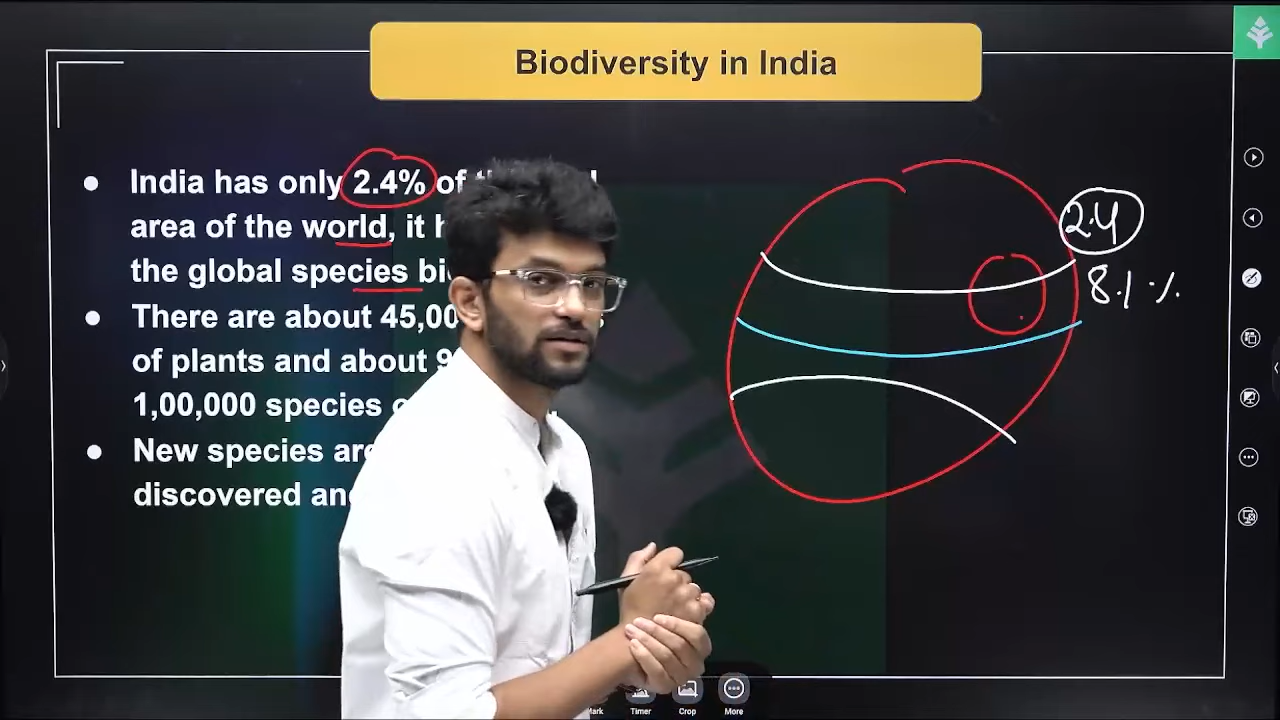 Biodiversity in India
India has only 2.4% of
area of the world, it
the global species
There are about 45,00
of plants and about 9
1,00,000 species
New species are
discovered an
2.4
8.1 %
Mark Timer Crop More